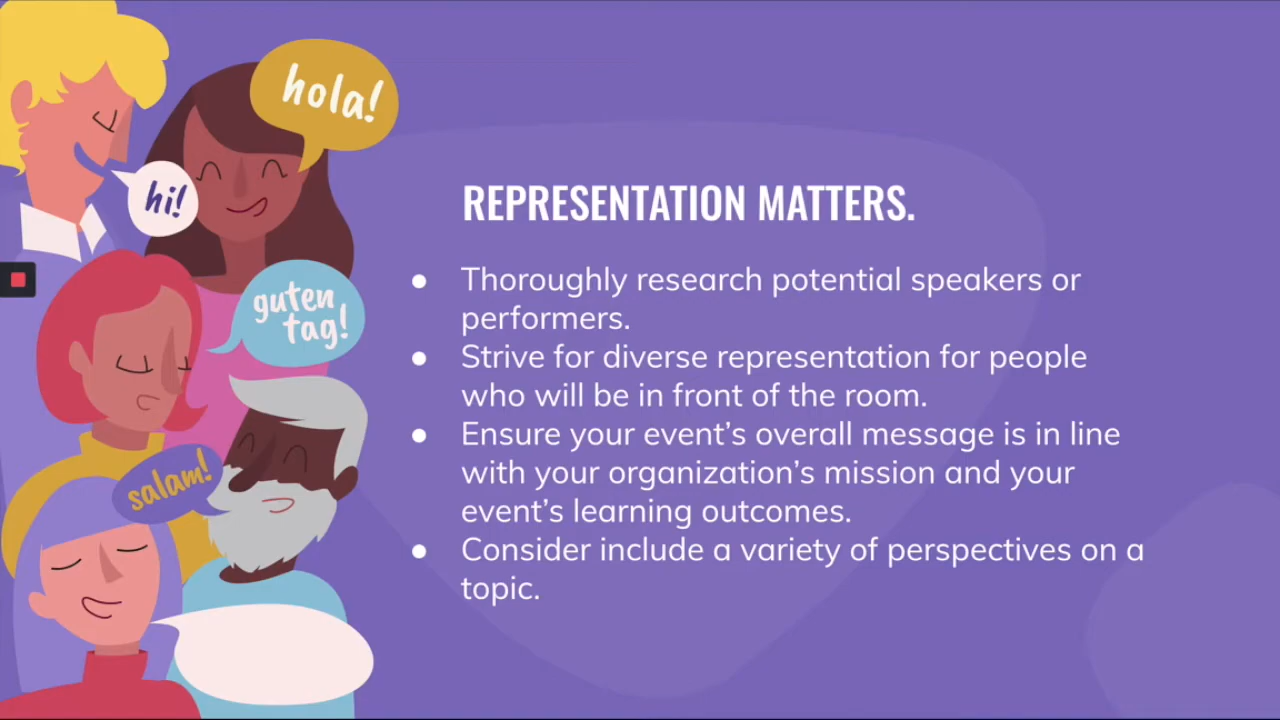 hola!
hi!
guten
tag!
salam!
REPRESENTATION MATTERS.
● Thoroughly research potential speakers or
performers.
● Strive for diverse representation for people
who will be in front of the room.
● Ensure your event’s overall message is in line
with your organization’s mission and your
event’s learning outcomes.
● Consider include a variety of perspectives on a
topic.